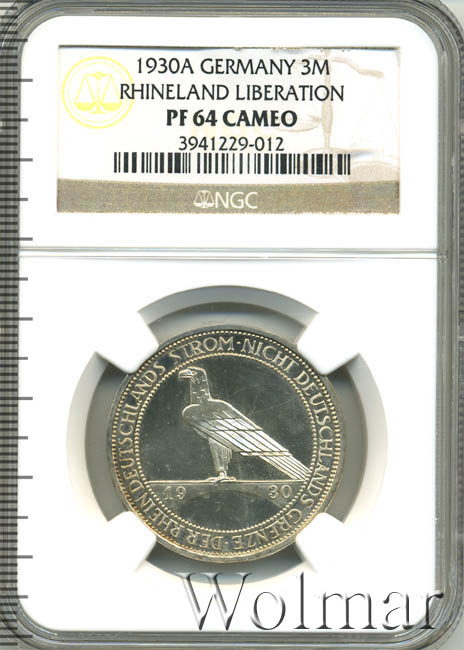 1930A GERMANY 3M
RHINELAND LIBERATION
PF 64 CAMEO
3941229-012
NGC
DER RHEIN DEUTSCHLANDS STROM · NICHT DEUTSCHLANDS GRENZE ·
19 30
Wolmar